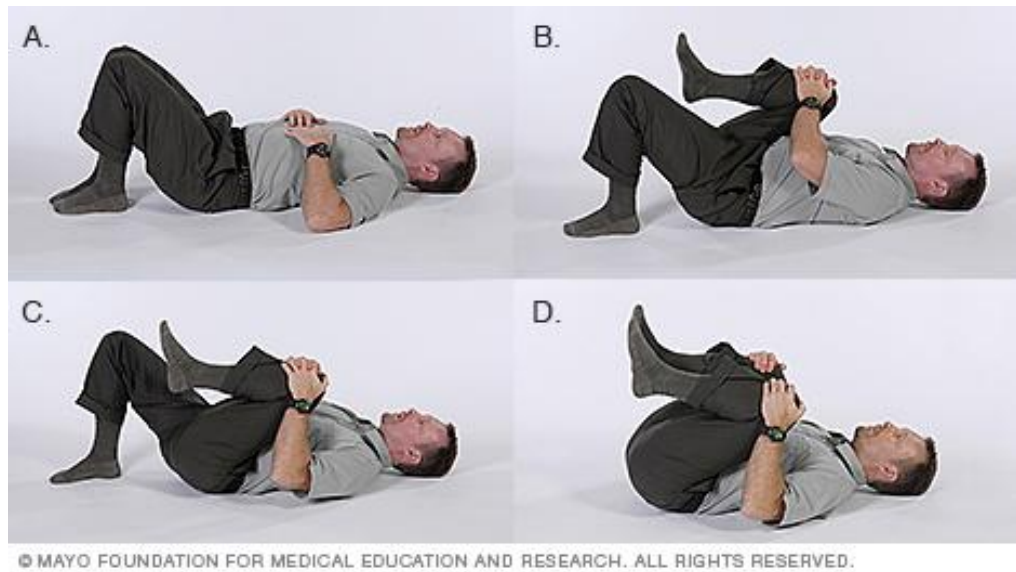 A.
B.
C.
D.
© MAYO FOUNDATION FOR MEDICAL EDUCATION AND RESEARCH. ALL RIGHTS RESERVED.